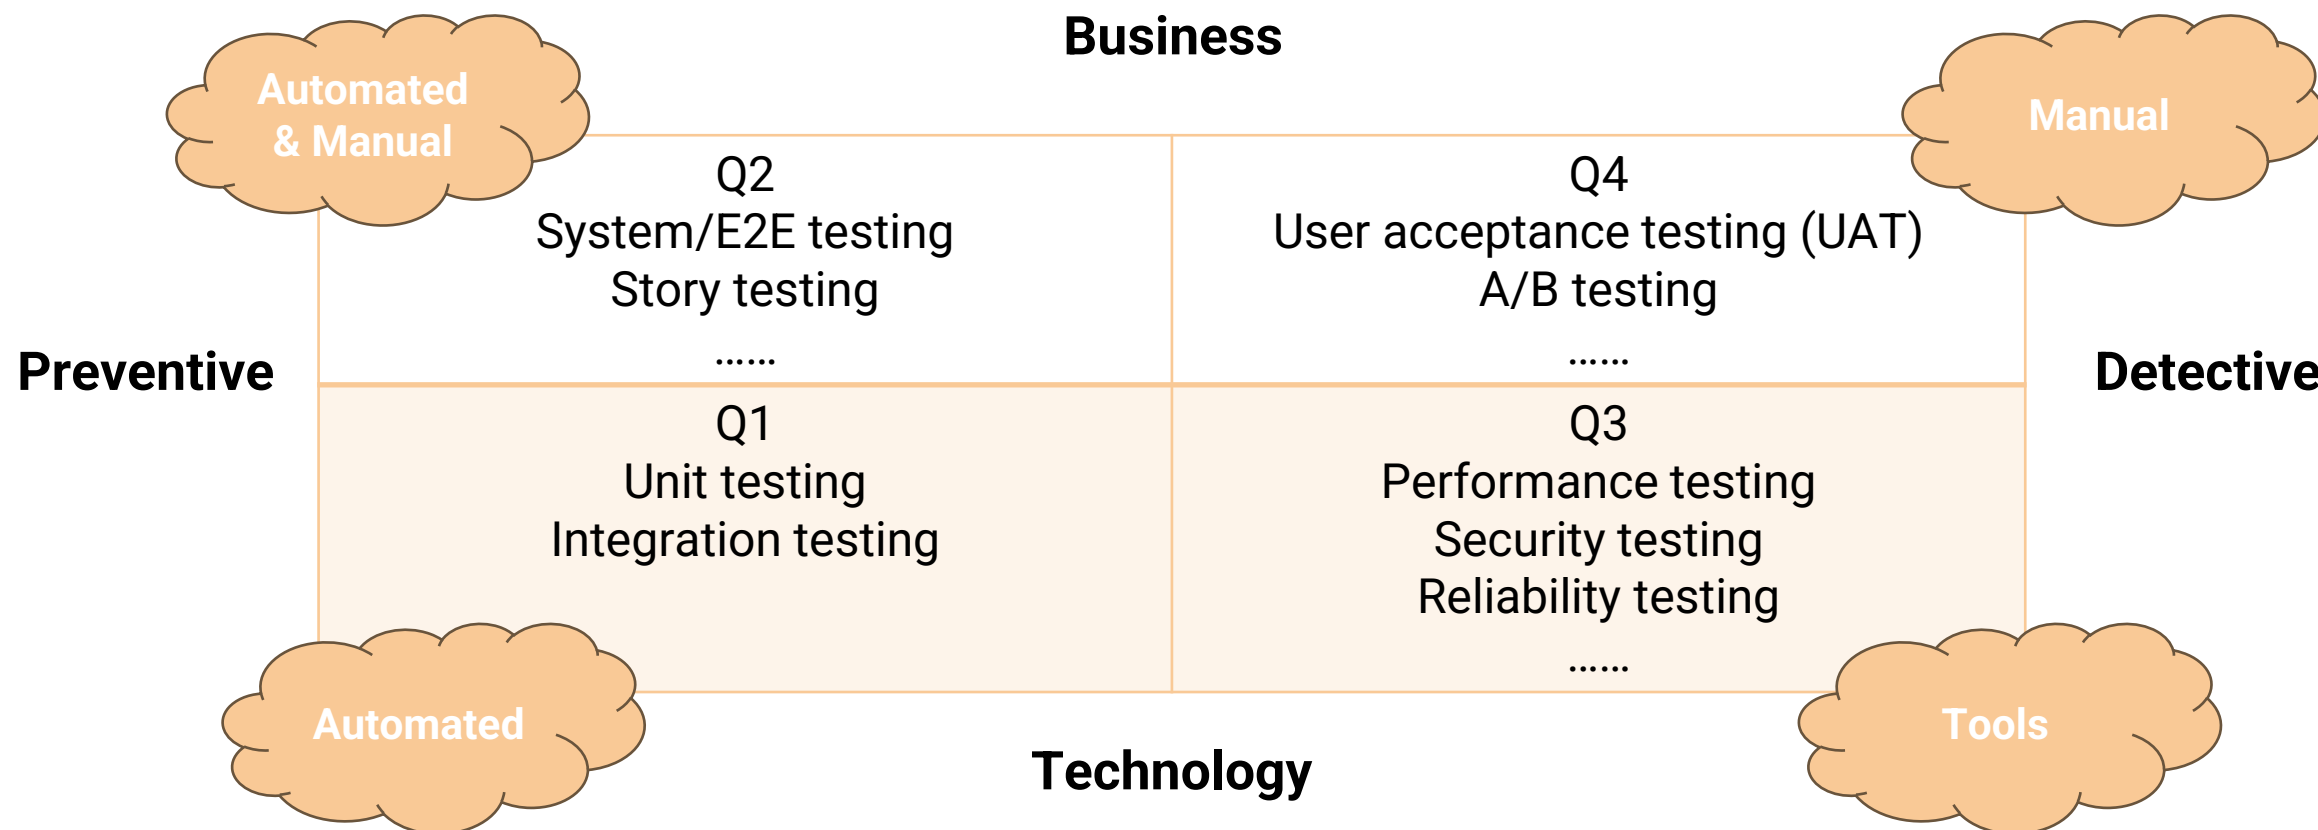 Business
Automated
& Manual
Manual
Q2
System/E2E testing
Story testing
......
Q4
User acceptance testing (UAT)
A/B testing
......
Preventive
Detective
Q1
Unit testing
Integration testing
Q3
Performance testing
Security testing
Reliability testing
......
Automated
Tools
Technology